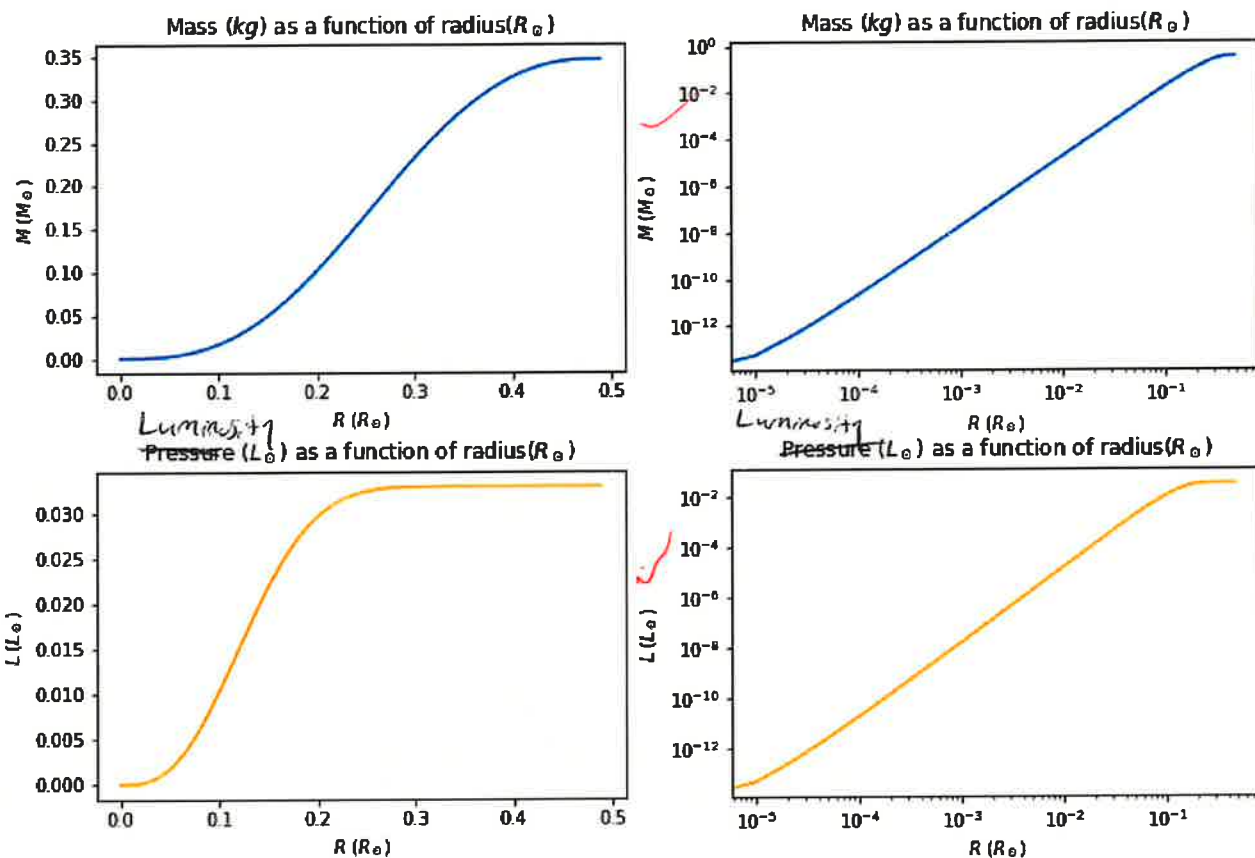 Mass (kg) as a function of radius(R⊙)
0.35
0.30
0.25
0.20
0.15
0.10
0.05
0.00
M (M⊙)
0.0 0.1 0.2 0.3 0.4 0.5
R (R⊙)
Mass (kg) as a function of radius(R⊙)
10⁰
10⁻²
10⁻⁴
10⁻⁶
10⁻⁸
10⁻¹⁰
10⁻¹²
M (M⊙)
10⁻⁵ 10⁻⁴ 10⁻³ 10⁻² 10⁻¹
R (R⊙)
Luminosity
Pressure (L⊙) as a function of radius(R⊙)
0.030
0.025
0.020
0.015
0.010
0.005
0.000
L (L⊙)
0.0 0.1 0.2 0.3 0.4 0.5
R (R⊙)
Luminosity
Pressure (L⊙) as a function of radius(R⊙)
10⁻²
10⁻⁴
10⁻⁶
10⁻⁸
10⁻¹⁰
10⁻¹²
L (L⊙)
10⁻⁵ 10⁻⁴ 10⁻³ 10⁻² 10⁻¹
R (R⊙)